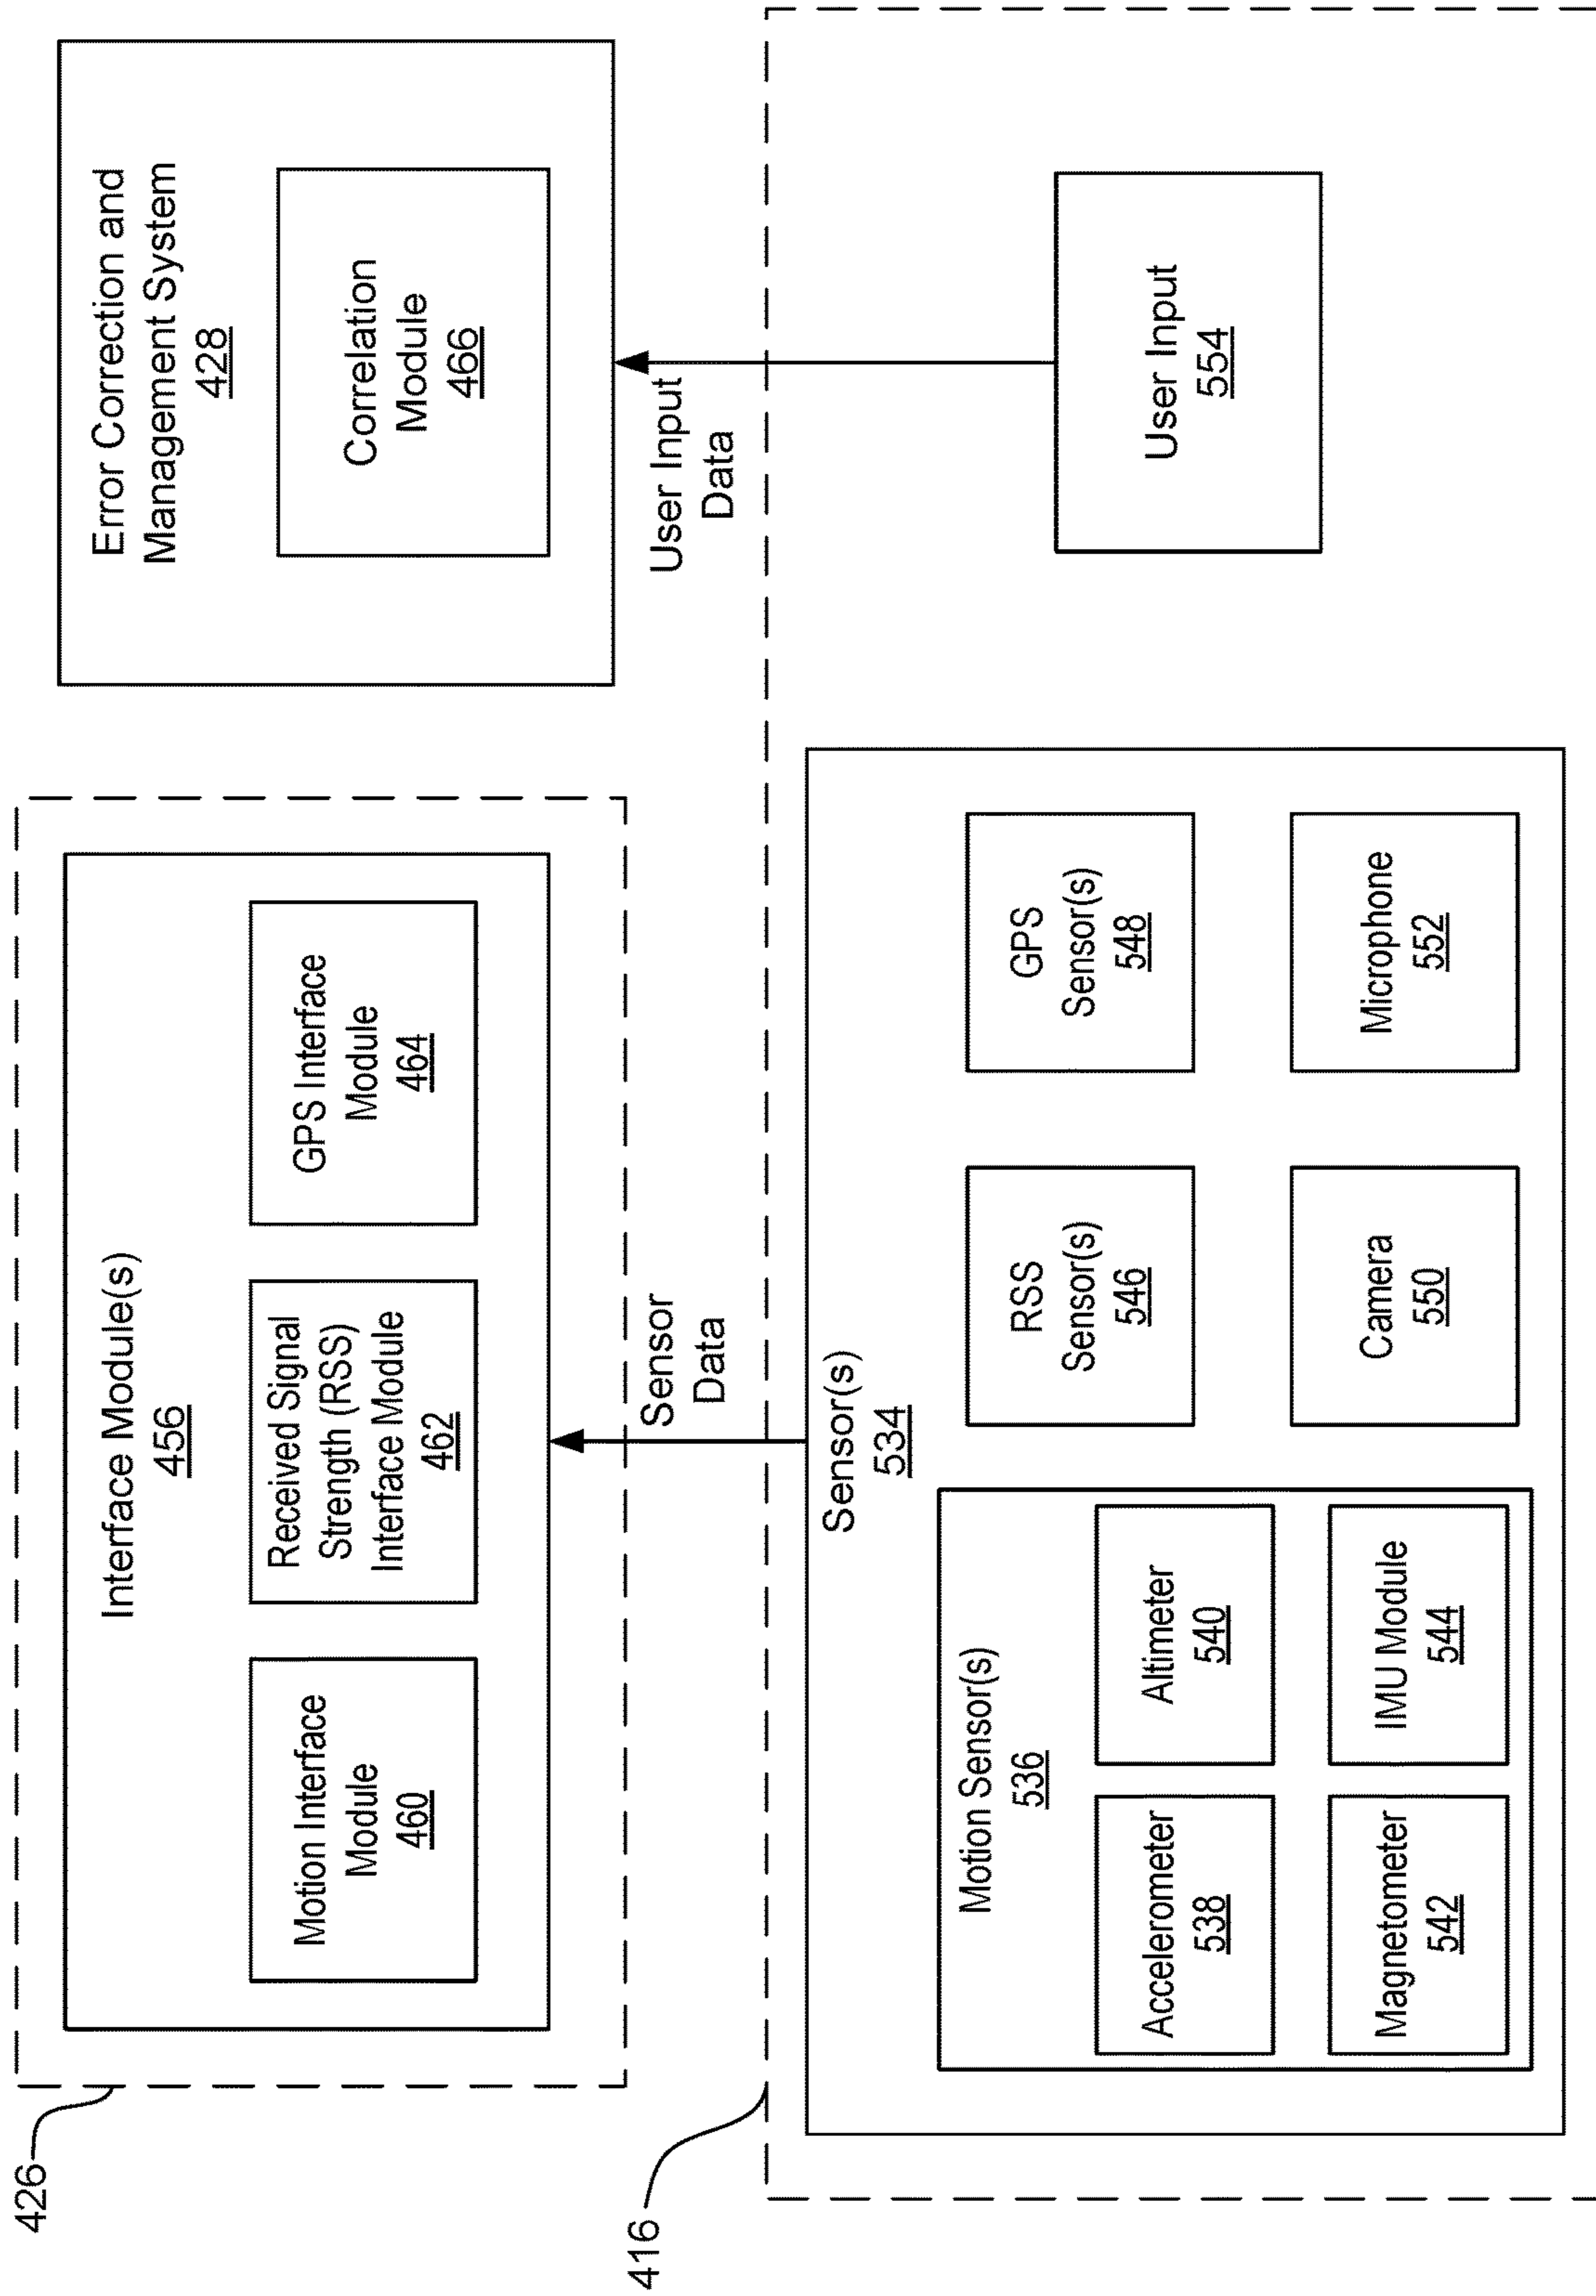 426
Interface Module(s)
456
Motion Interface
Module
460
Received Signal
Strength (RSS)
Interface Module
462
GPS Interface
Module
464
Error Correction and
Management System
428
Correlation
Module
466
Sensor
Data
User Input
Data
416
Sensor(s)
534
Motion Sensor(s)
536
Accelerometer
538
Altimeter
540
Magnetometer
542
IMU Module
544
RSS
Sensor(s)
546
GPS
Sensor(s)
548
Camera
550
Microphone
552
User Input
554